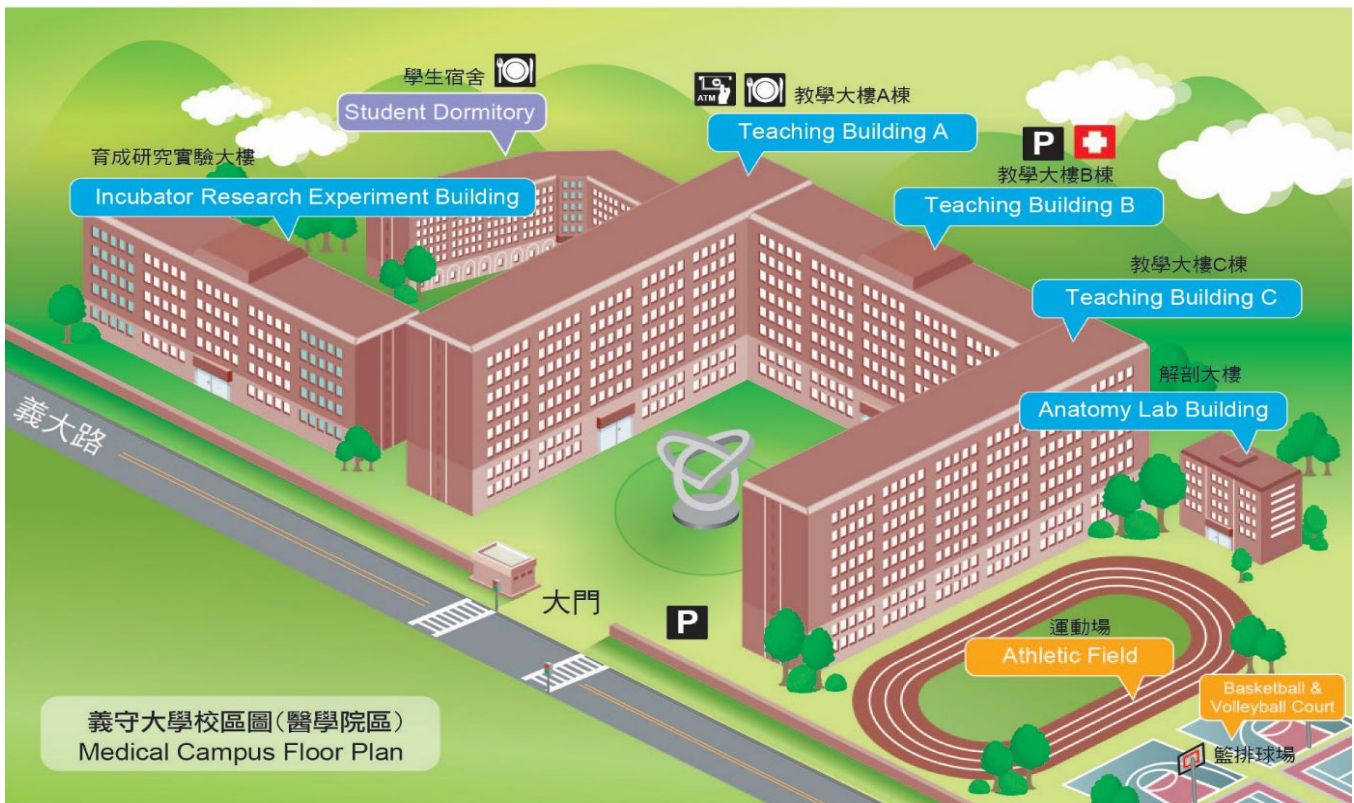 學生宿舍
Student Dormitory
ATM
教學大樓A棟
Teaching Building A
P
教學大樓B棟
Teaching Building B
育成研究實驗大樓
Incubator Research Experiment Building
教學大樓C棟
Teaching Building C
解剖大樓
Anatomy Lab Building
義大路
大門
P
運動場
Athletic Field
Basketball &
Volleyball Court
籃排球場
義守大學校區圖(醫學院區)
Medical Campus Floor Plan